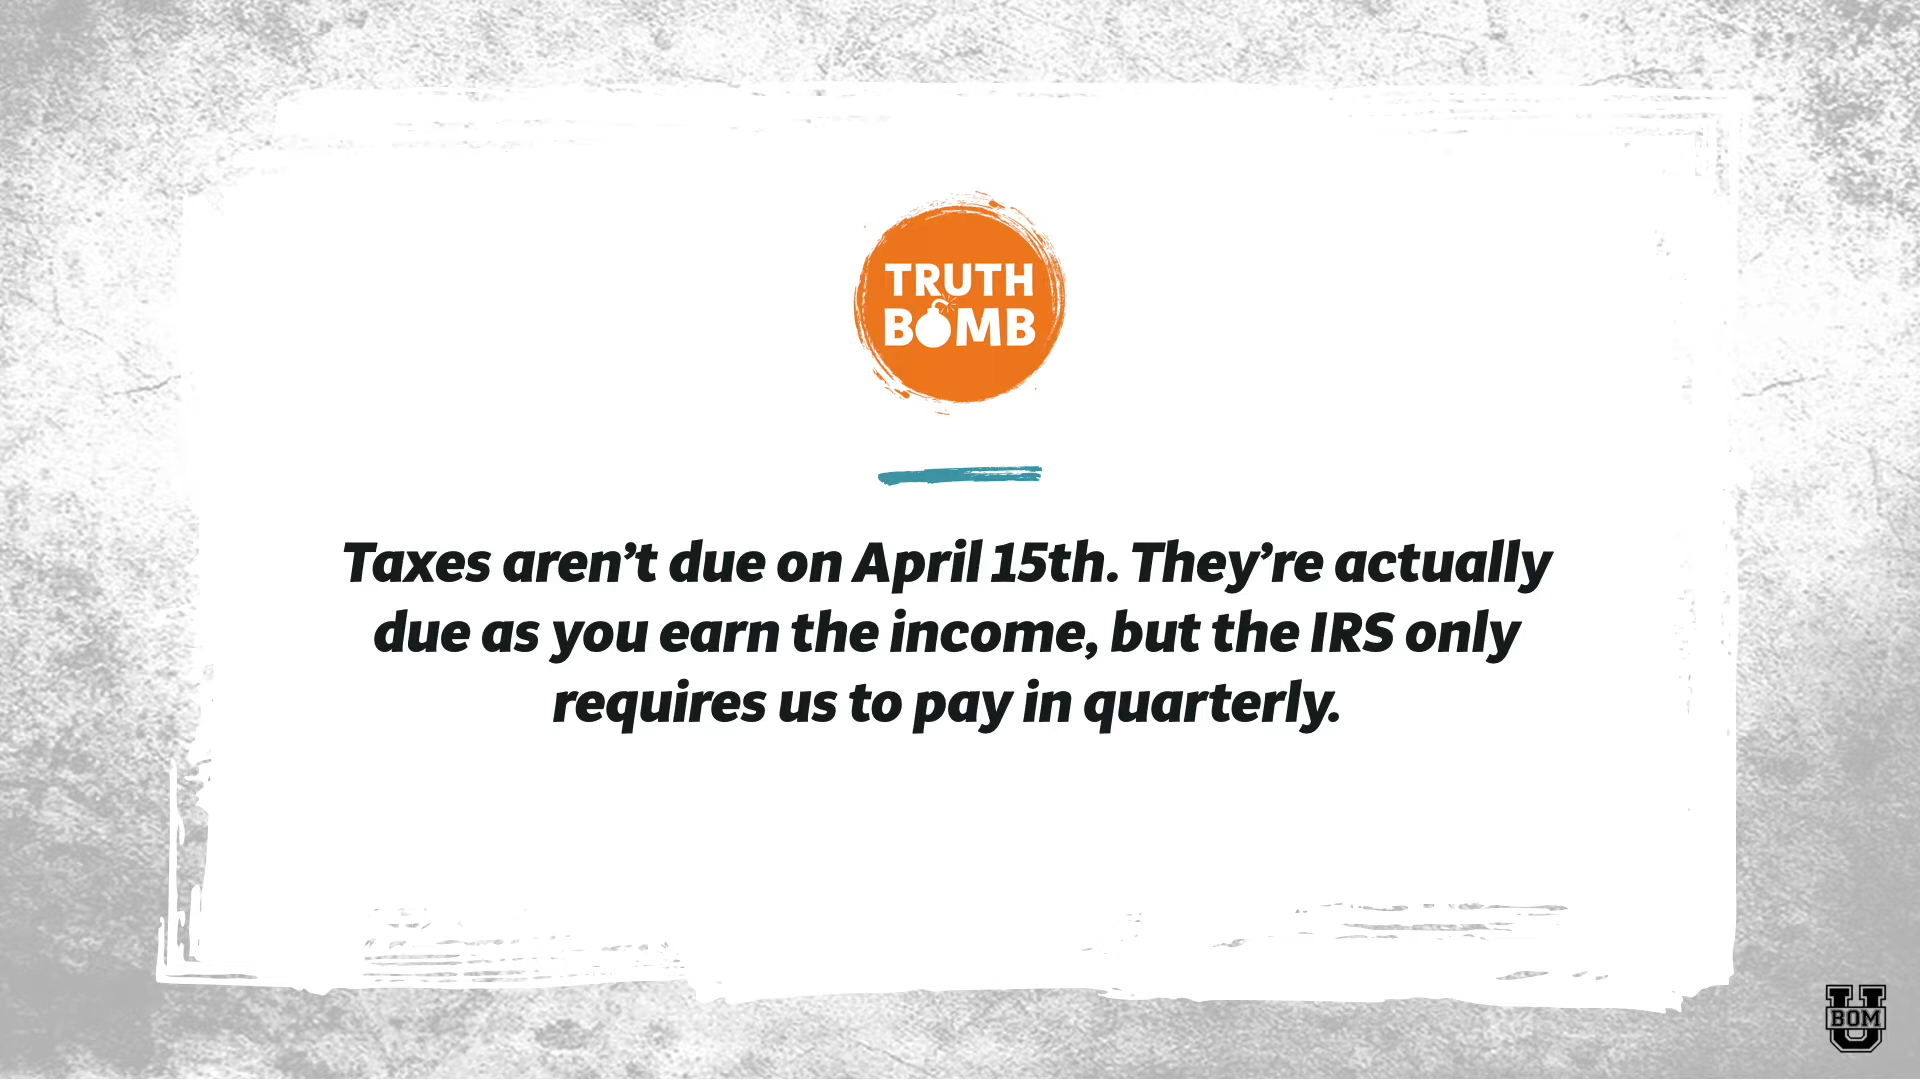 TRUTH
BOMB
Taxes aren’t due on April 15th. They’re actually
due as you earn the income, but the IRS only
requires us to pay in quarterly.
U
BOM